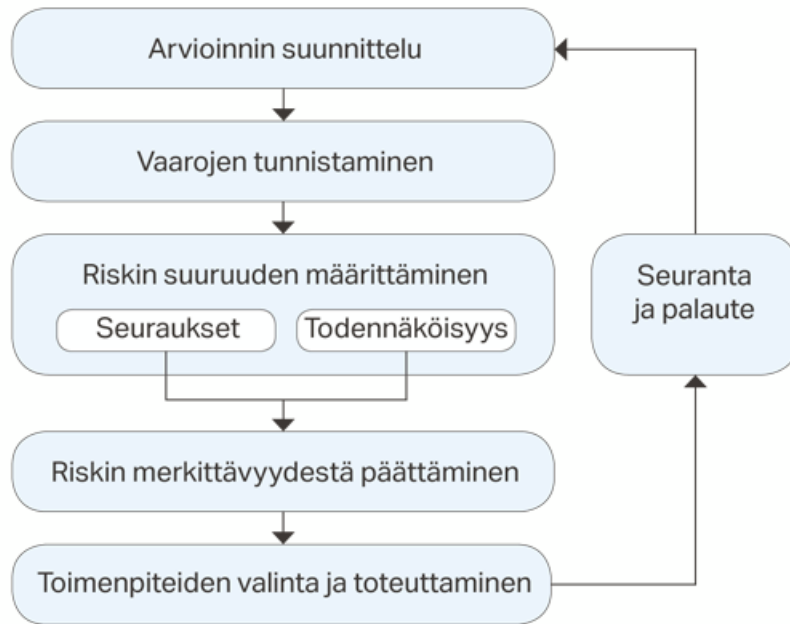 Arvioinnin suunnittelu
Vaarojen tunnistaminen
Riskin suuruuden määrittäminen
Seuraukset
Todennäköisyys
Riskin merkittävyydestä päättäminen
Toimenpiteiden valinta ja toteuttaminen
Seuranta
ja palaute